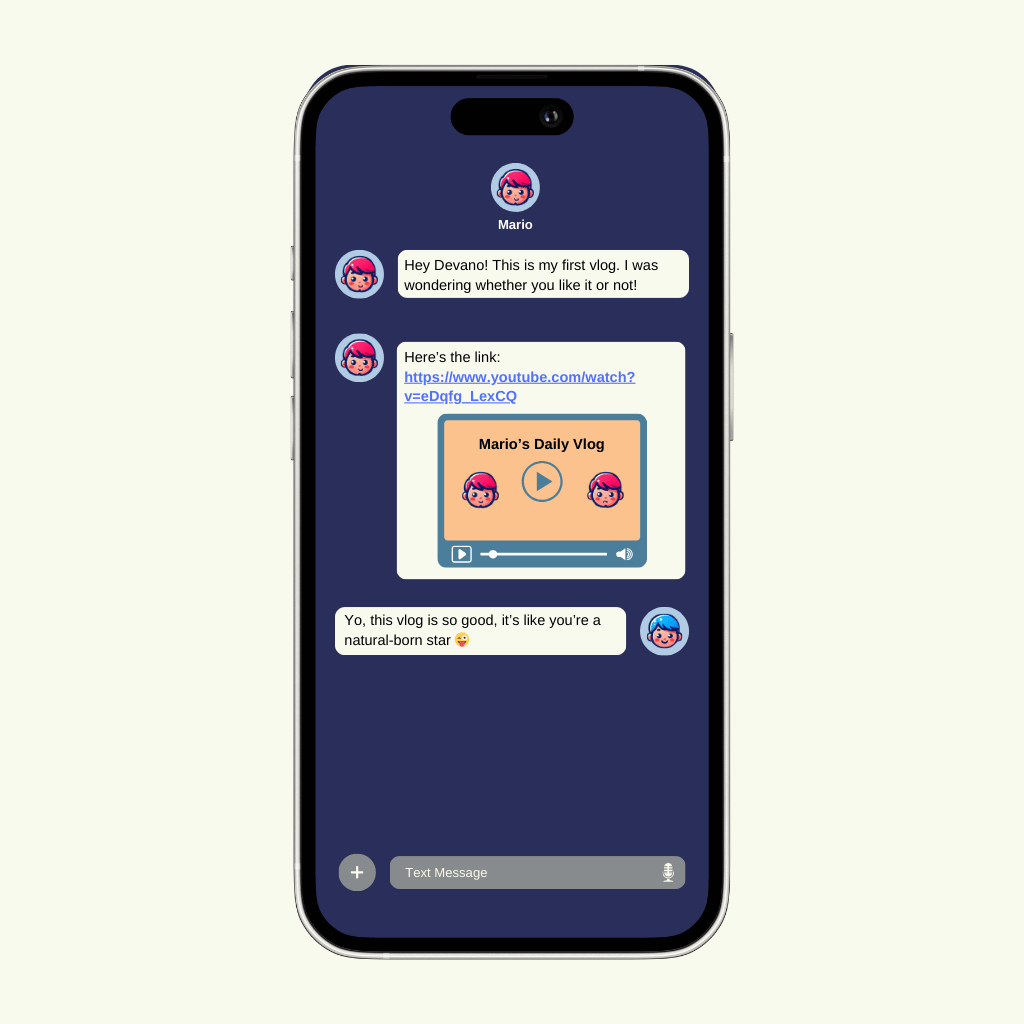 Mario
Hey Devano! This is my first vlog. I was
wondering whether you like it or not!
Here’s the link:
https://www.youtube.com/watch?
v=eDqfg_LexCQ
Mario’s Daily Vlog
Yo, this vlog is so good, it’s like you’re a
natural-born star 😜
Text Message